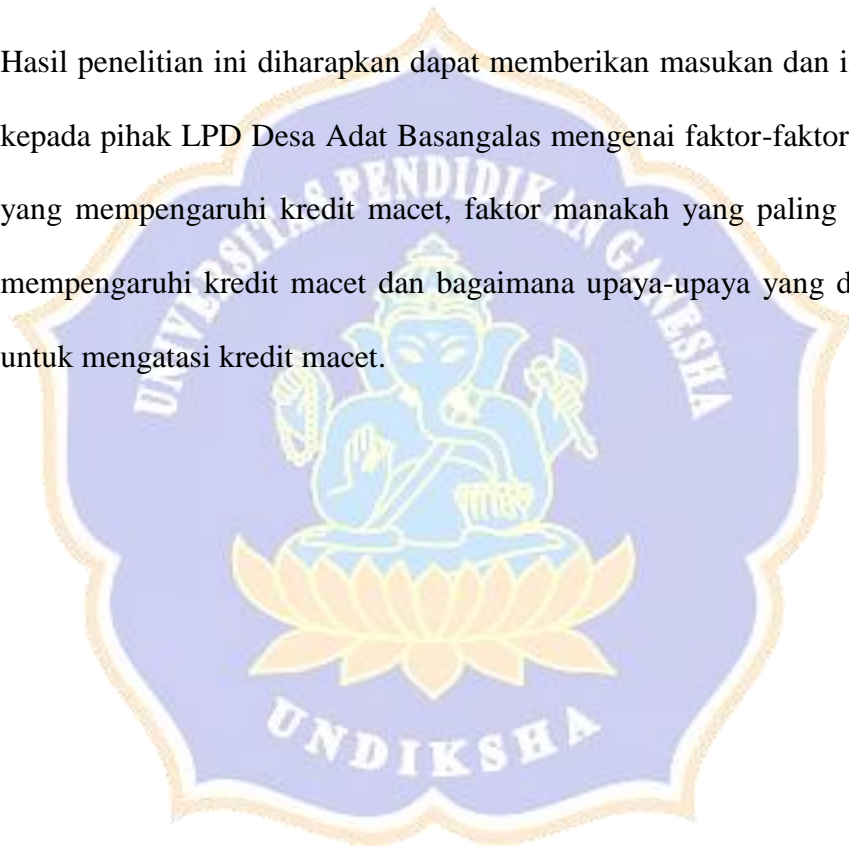 Hasil penelitian ini diharapkan dapat memberikan masukan dan
kepada pihak LPD Desa Adat Basangalas mengenai faktor-faktor
yang mempengaruhi kredit macet, faktor manakah yang paling
mempengaruhi kredit macet dan bagaimana upaya-upaya yang
untuk mengatasi kredit macet.
UNIVERSITAS PENDIDIKAN GANESHA
UNDIKSHA